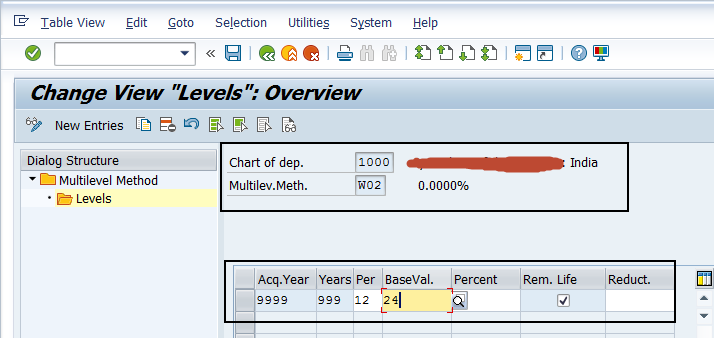 Table View Edit Goto Selection Utilities System Help
Change View "Levels": Overview
New Entries
Dialog Structure
Multilevel Method
Levels
Chart of dep. 1000 : India
Multilev.Meth. W02 0.0000%
Acq.Year Years Per BaseVal. Percent Rem. Life Reduct.
9999 999 12 24